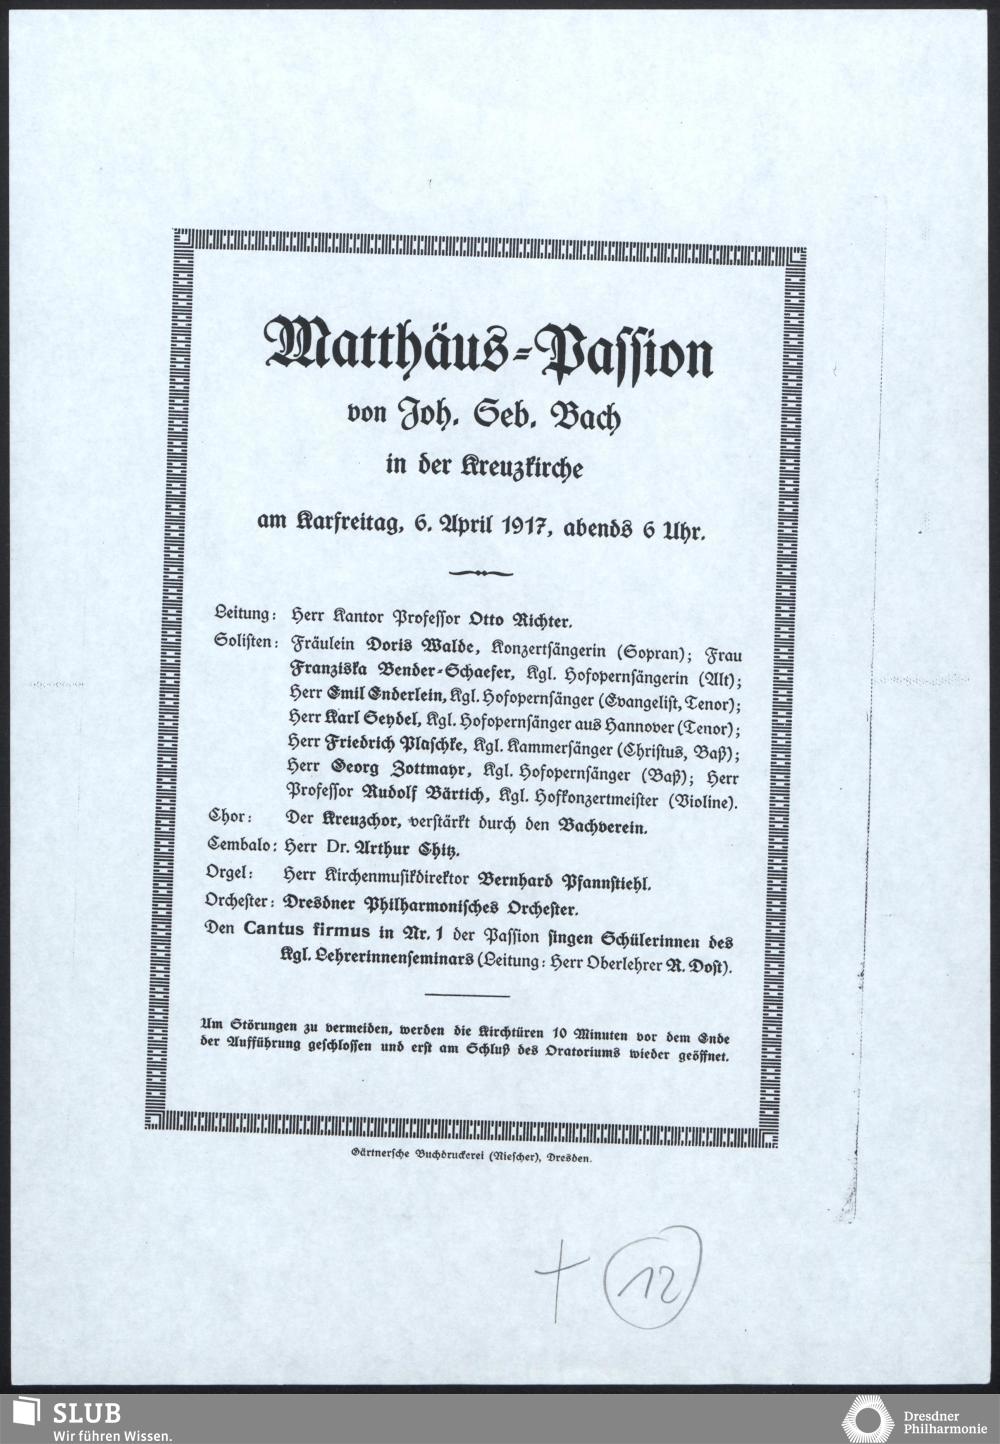 Matthäus-Passion
von Joh. Seb. Bach
in der Kreuzkirche
am Karfreitag, 6. April 1917, abends 6 Uhr.
Leitung: Herr Kantor Professor Otto Richter.
Solisten: Fräulein Doris Walde, Konzertsängerin (Sopran); Frau
Franziska Bender-Schaefer, Kgl. Hofopernsängerin (Alt);
Herr Emil Enderlein, Kgl. Hofopernsänger (Evangelist, Tenor);
Herr Karl Seydel, Kgl. Hofopernsänger aus Hannover (Tenor);
Herr Friedrich Plaschke, Kgl. Kammersänger (Christus, Baß);
Herr Georg Zottmayr, Kgl. Hofopernsänger (Baß); Herr
Professor Rudolf Bärtich, Kgl. Hofkonzertmeister (Violine).
Chor: Der Kreuzchor, verstärkt durch den Bachverein.
Cembalo: Herr Dr. Arthur Chitz.
Orgel: Herr Kirchenmusikdirektor Bernhard Pfannstiehl.
Orchester: Dresdner Philharmonisches Orchester.
Den Cantus firmus in Nr. 1 der Passion singen Schülerinnen des
Kgl. Lehrerinnenseminars (Leitung: Herr Oberlehrer R. Dost).
Um Störungen zu vermeiden, werden die Kirchtüren 10 Minuten vor dem Ende
der Aufführung geschlossen und erst am Schluß des Oratoriums wieder geöffnet.
Gärtnersche Buchdruckerei (Niescher), Dresden.
+ 12
SLUB
Wir führen Wissen.
Dresdner
Philharmonie